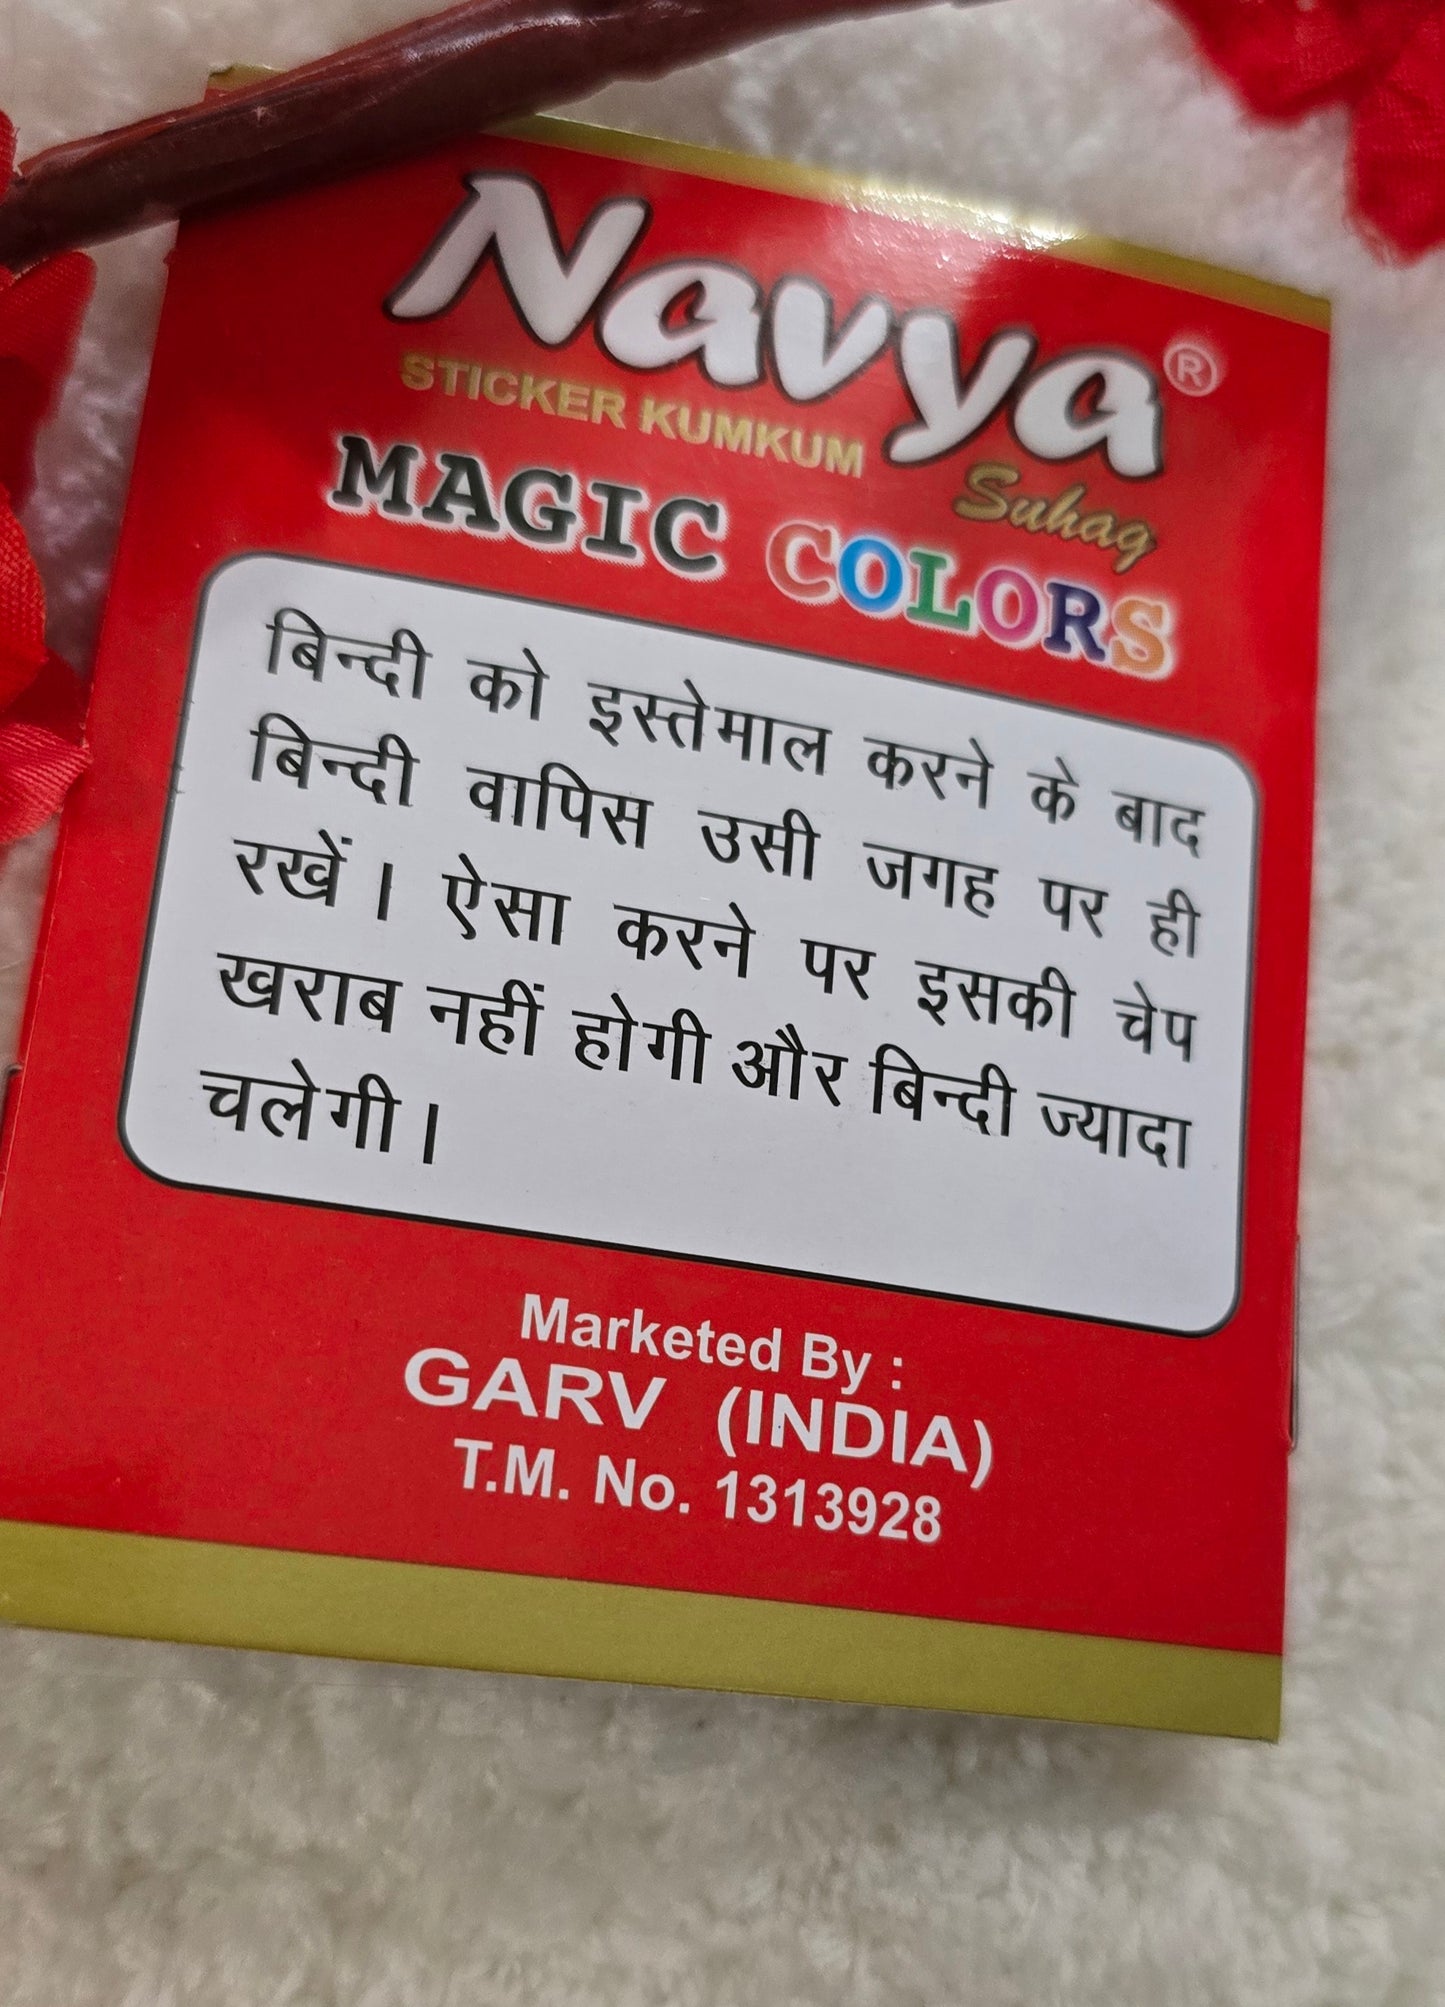 Navya®
STICKER KUMKUM
Suhag
MAGIC COLORS
बिन्दी को इस्तेमाल करने के बाद
बिन्दी वापिस उसी जगह पर ही
रखें। ऐसा करने पर इसकी चेप
खराब नहीं होगी और बिन्दी ज्यादा
चलेगी।
Marketed By :
GARV (INDIA)
T.M. No. 1313928